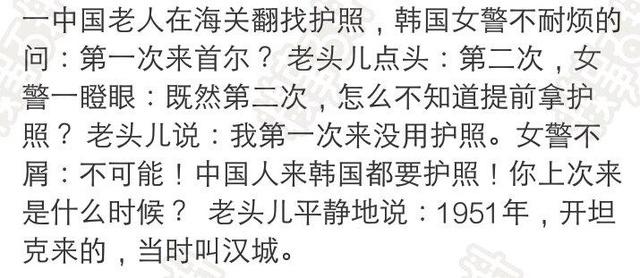 一中国老人在海关翻找护照，韩国女警不耐烦的
问：第一次来首尔？ 老头儿点头：第二次，女
警一瞪眼：既然第二次，怎么不知道提前拿护
照？ 老头儿说：我第一次来没用护照。女警不
屑：不可能！中国人来韩国都要护照！你上次来
是什么时候？ 老头儿平静地说：1951年，开坦
克来的，当时叫汉城。